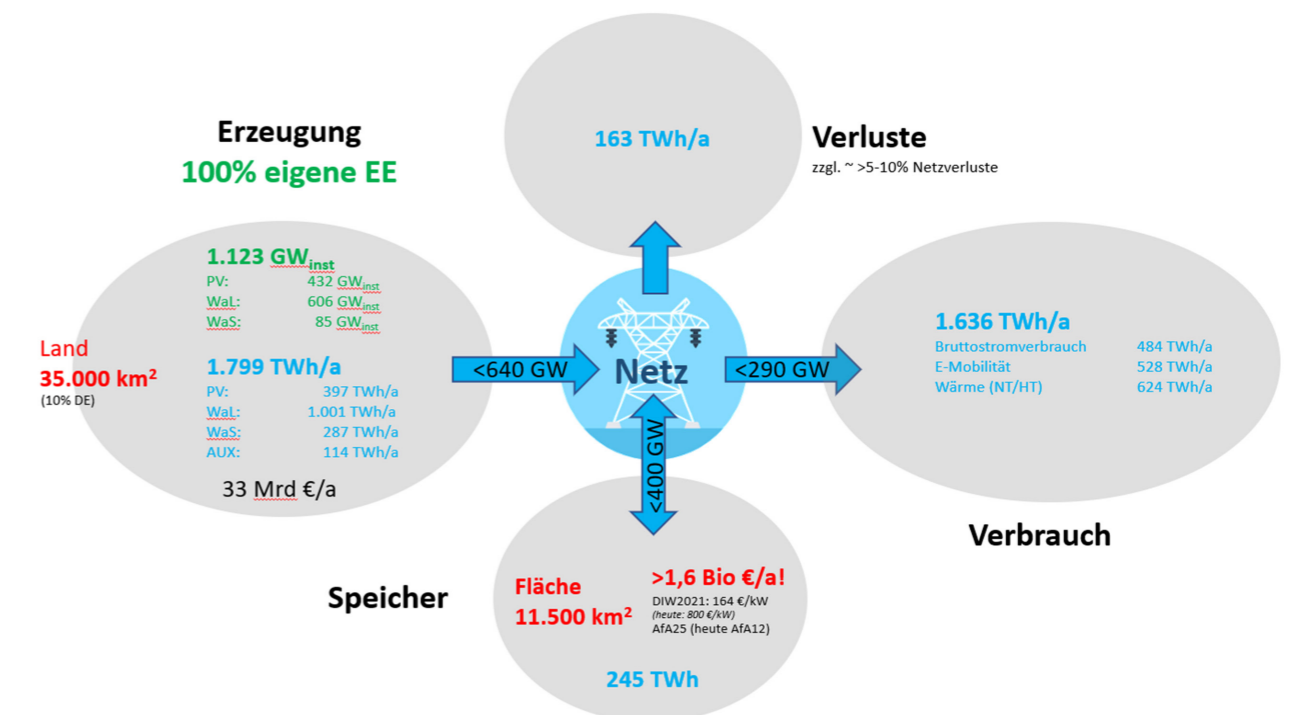 Erzeugung
100% eigene EE
1.123 GWinst
PV: 432 GWinst
WaL: 606 GWinst
WaS: 85 GWinst
Land
35.000 km²
(10% DE)
1.799 TWh/a
PV: 397 TWh/a
WaL: 1.001 TWh/a
WaS: 287 TWh/a
AUX: 114 TWh/a
33 Mrd €/a
163 TWh/a
Verluste
zzgl. ~ >5-10% Netzverluste
<640 GW
Netz
<290 GW
<400 GW
1.636 TWh/a
Bruttostromverbrauch 484 TWh/a
E-Mobilität 528 TWh/a
Wärme (NT/HT) 624 TWh/a
Verbrauch
Speicher
Fläche
11.500 km²
>1,6 Bio €/a!
DIW2021: 164 €/kW
(heute: 800 €/kW)
AfA25 (heute AfA12)
245 TWh